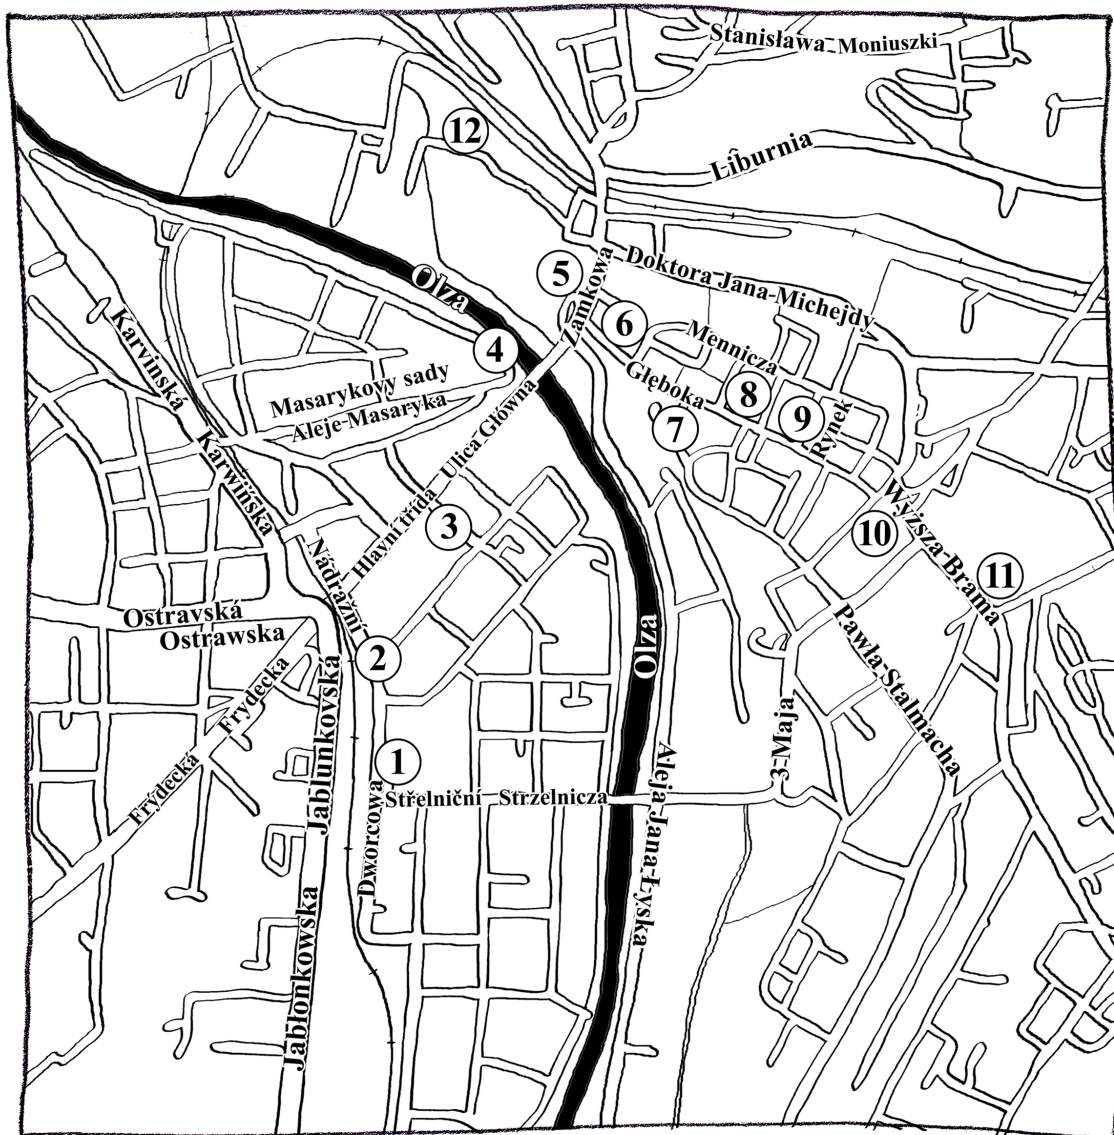 Stanisława Moniuszki
12
Lîburnia
5
Doktora Jana-Michejdy
Zamkowa
Olza
6
4
Mennicza
Karvinská
Masarykovy sady
Aleje-Masaryka
Głęboka
8
9
Rynek
7
Karwińska
Ulica Główna
Hlavní třída
3
10
Wyższa-Brama
Nádražní
11
Ostravská
Ostrawska
2
Olza
Pawła-Stalmacha
Frydecka
Frýdecká
Jablunkovská
1
3-Maja
Střelniční Strzelnicza
Dworcowa
Aleja Jana-Łyska
Jabłonkowska